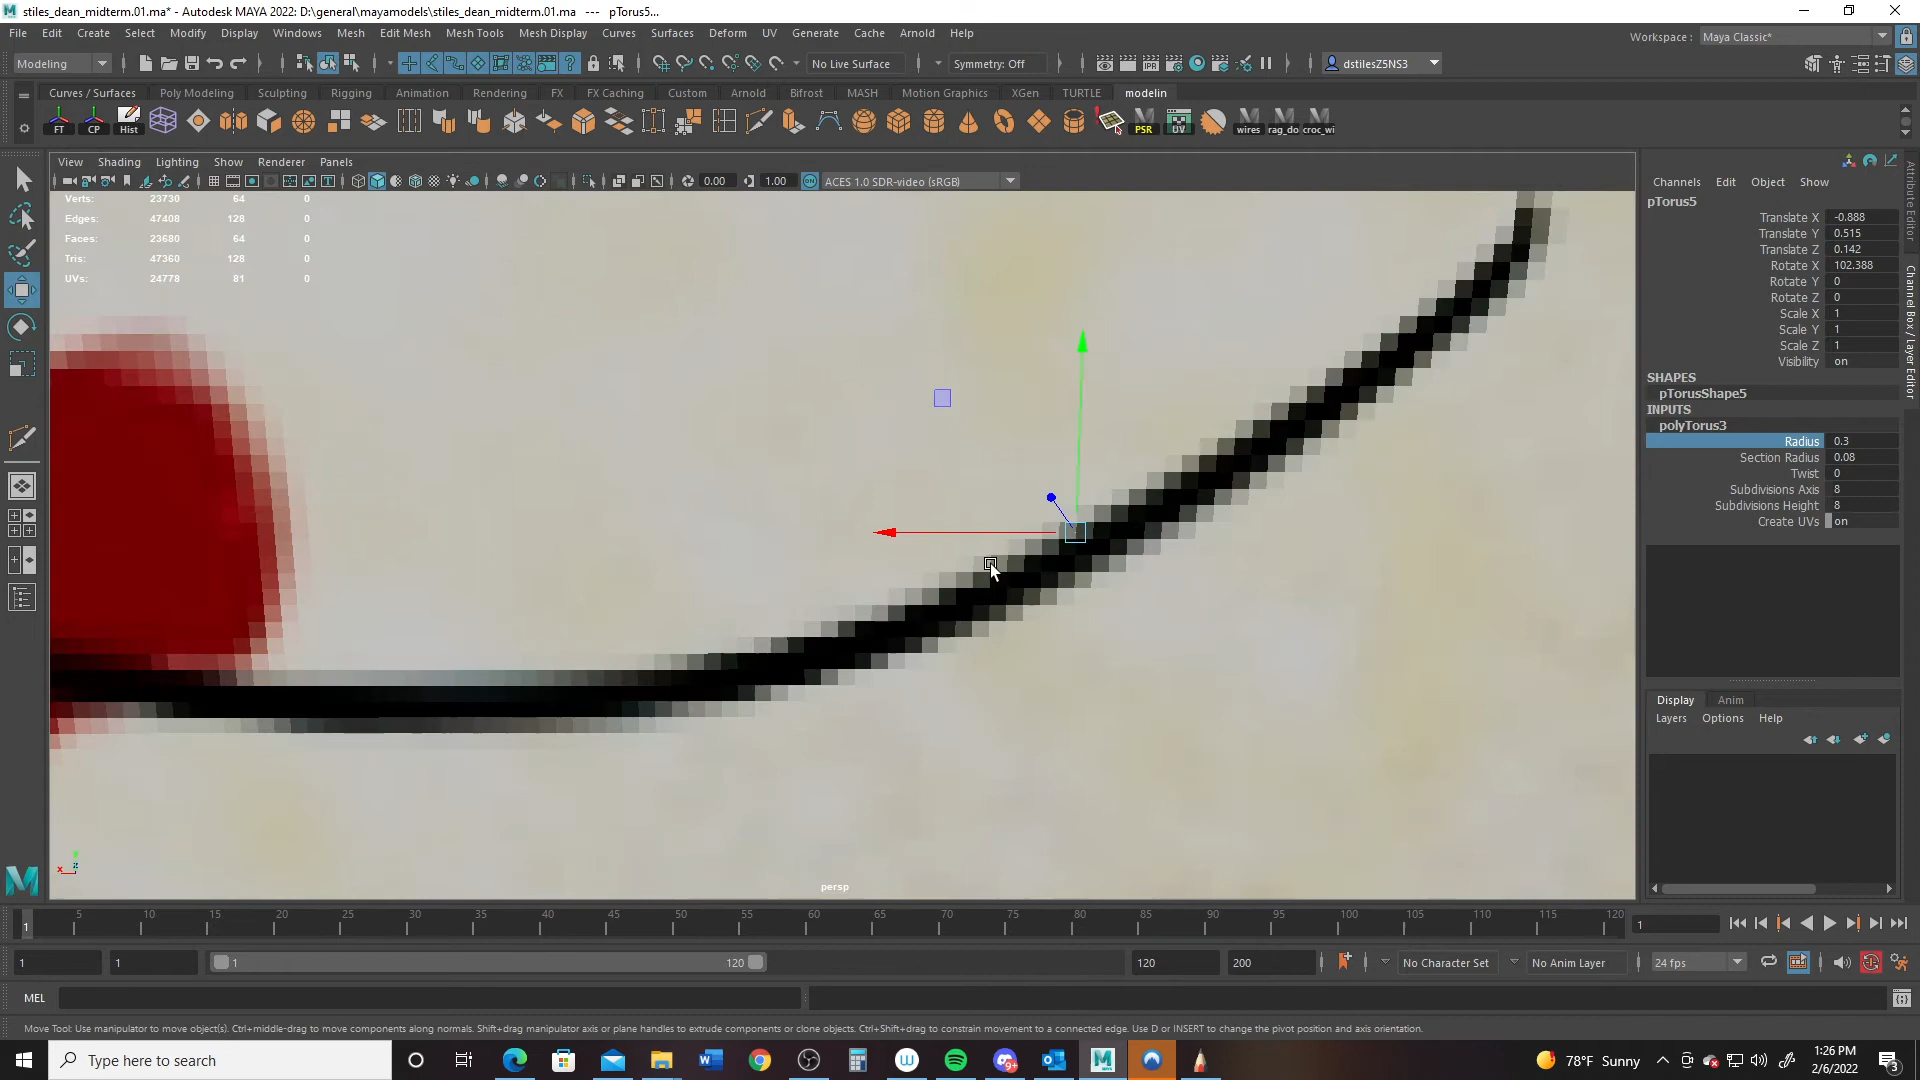 stiles_dean_midterm.01.ma* - Autodesk MAYA 2022: D:\general\mayamodels\stiles_dean_midterm.01.ma   ---   pTorus5...
File Edit Create Select Modify Display Windows Mesh Edit Mesh Mesh Tools Mesh Display Curves Surfaces Deform UV Generate Cache Arnold Help
Workspace : Maya Classic*
Modeling No Live Surface Symmetry: Off dstilesZ5NS3
Curves / Surfaces Poly Modeling Sculpting Rigging Animation Rendering FX FX Caching Custom Arnold Bifrost MASH Motion Graphics XGen TURTLE modelin
FT CP Hist PSR UV wires rag_do croc_wi
View Shading Lighting Show Renderer Panels
0.00 1.00 ACES 1.0 SDR-video (sRGB)
Verts: 23730 64 0
Edges: 47408 128 0
Faces: 23680 64 0
Tris: 47360 128 0
UVs: 24778 81 0
persp
Channels Edit Object Show
pTorus5
Translate X -0.888
Translate Y 0.515
Translate Z 0.142
Rotate X 102.388
Rotate Y 0
Rotate Z 0
Scale X 1
Scale Y 1
Scale Z 1
Visibility on
SHAPES
pTorusShape5
INPUTS
polyTorus3
Radius 0.3
Section Radius 0.08
Twist 0
Subdivisions Axis 8
Subdivisions Height 8
Create UVs on
Attribute Editor
Channel Box / Layer Editor
Display Anim
Layers Options Help
1 5 10 15 20 25 30 35 40 45 50 55 60 65 70 75 80 85 90 95 100 105 110 115 120 1
1 1 1 120 120 200 No Character Set No Anim Layer 24 fps
MEL
Move Tool: Use manipulator to move object(s). Ctrl+middle-drag to move components along normals. Shift+drag manipulator axis or plane handles to extrude components or clone objects. Ctrl+Shift+drag to constrain movement to a connected edge. Use D or INSERT to change the pivot position and axis orientation.
Type here to search
78°F Sunny
1:26 PM
2/6/2022
3